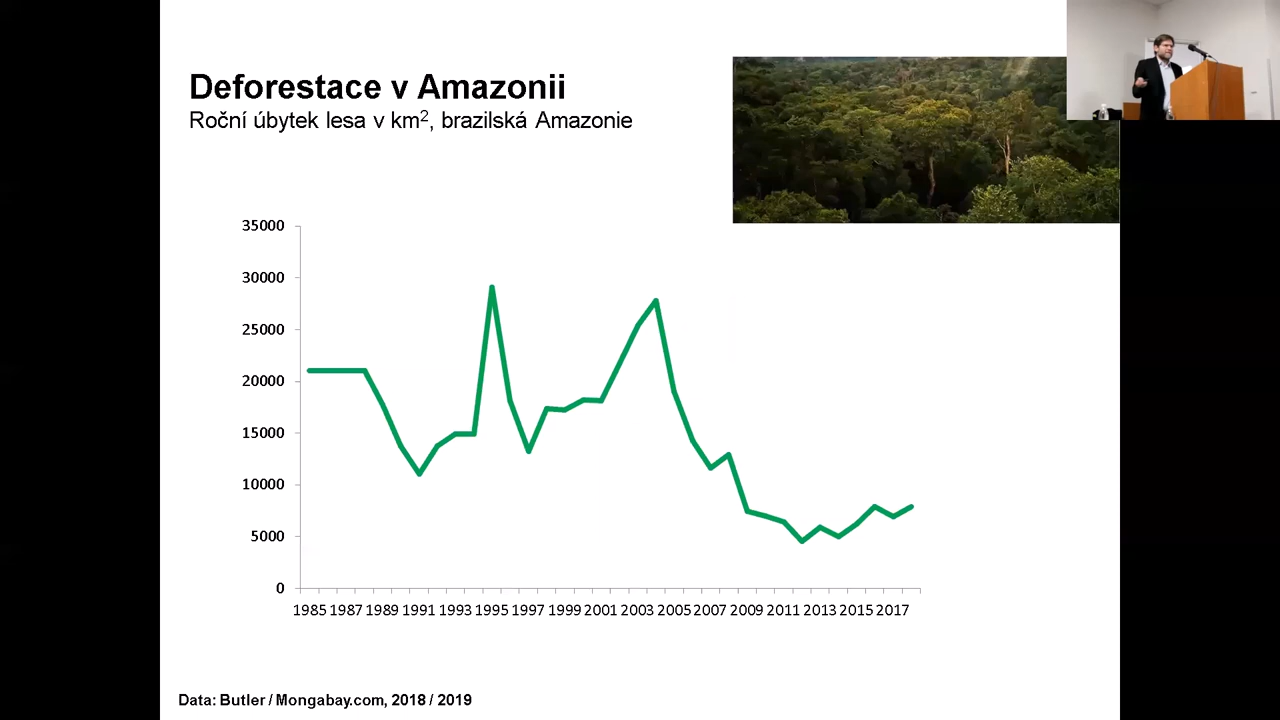 Deforestace v Amazonii
Roční úbytek lesa v km², brazilská Amazonie
35000
30000
25000
20000
15000
10000
5000
0
1985 1987 1989 1991 1993 1995 1997 1999 2001 2003 2005 2007 2009 2011 2013 2015 2017
Data: Butler / Mongabay.com, 2018 / 2019